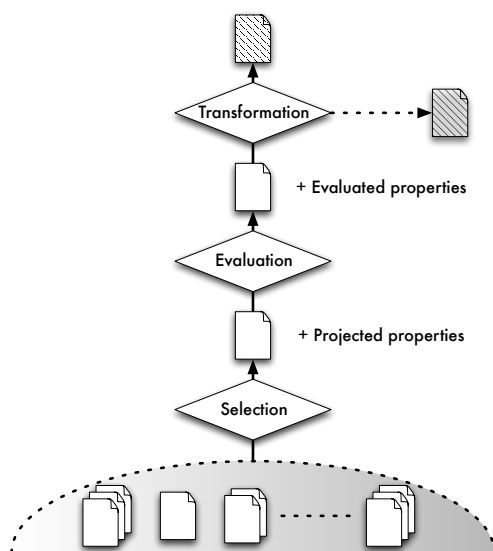 Transformation
+ Evaluated properties
Evaluation
+ Projected properties
Selection